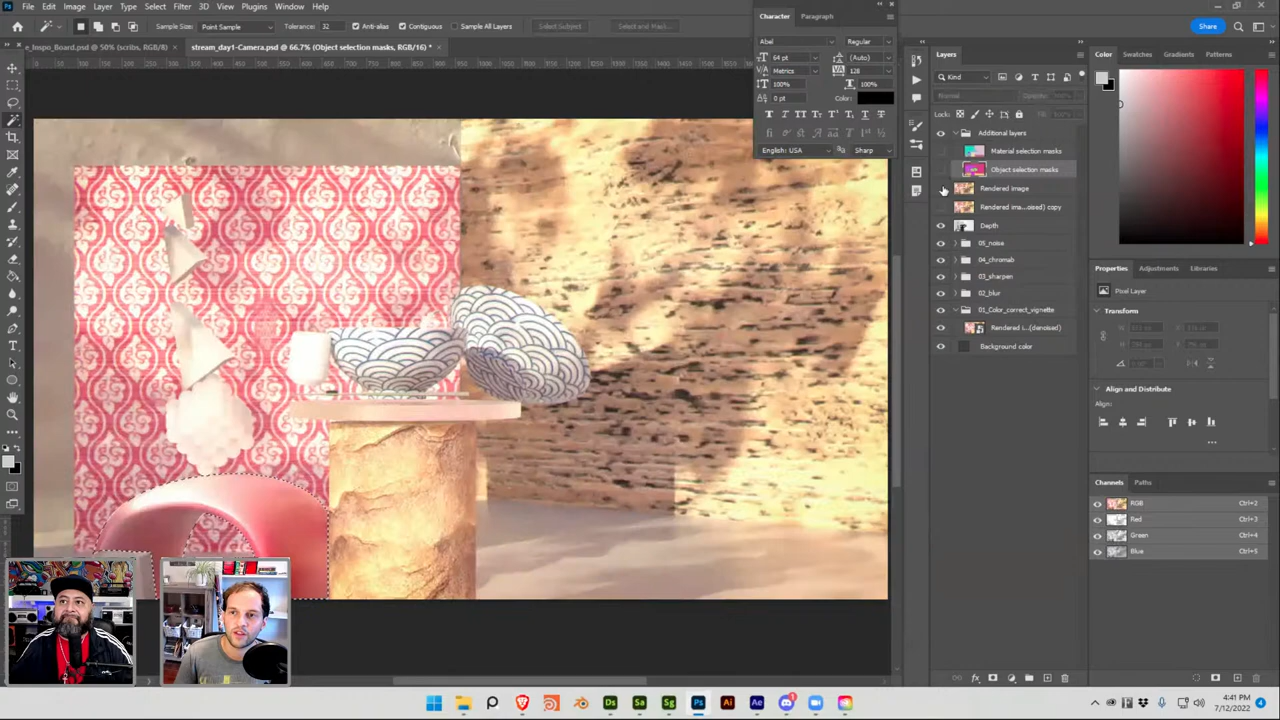 File Edit Image Layer Type Select Filter 3D View Plugins Window Help
Sample Size: Point Sample Tolerance: 32 Anti-alias Contiguous Sample All Layers Select Subject Select and Mask...
Share
e_Inspo_Board.psd @ 50% (scribs, RGB/8) × stream_day1-Camera.psd @ 66.7% (Object selection masks, RGB/16) * ×
Character Paragraph
Abel Regular
64 pt (Auto)
Metrics 128
100% 100%
0 pt Color:
English: USA Sharp
Layers
Kind
Normal Opacity:
Lock: Fill:
Additional layers
Material selection masks
Object selection masks
Rendered image
Rendered ima...oised) copy
Depth
05_noise
04_chromab
03_sharpen
02_blur
01_Color_correct_vignette
Rendered i...(denoised)
Background color
Color Swatches Gradients Patterns
Properties Adjustments Libraries
Pixel Layer
Transform
Align and Distribute
Align:
...
Channels Paths
RGB Ctrl+2
Red Ctrl+3
Green Ctrl+4
Blue Ctrl+5
4:41 PM
7/12/2022